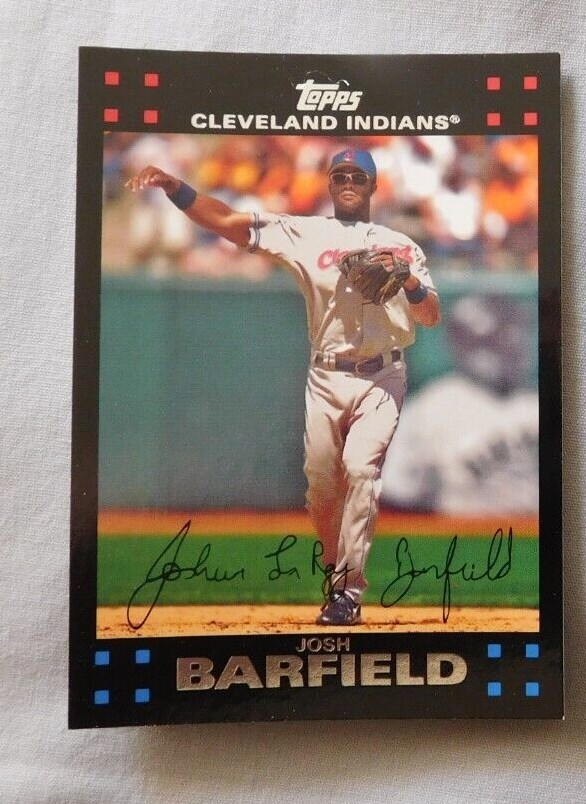 topps
CLEVELAND INDIANS®
Cleveland
Joshua LaRoy Barfield
JOSH
BARFIELD